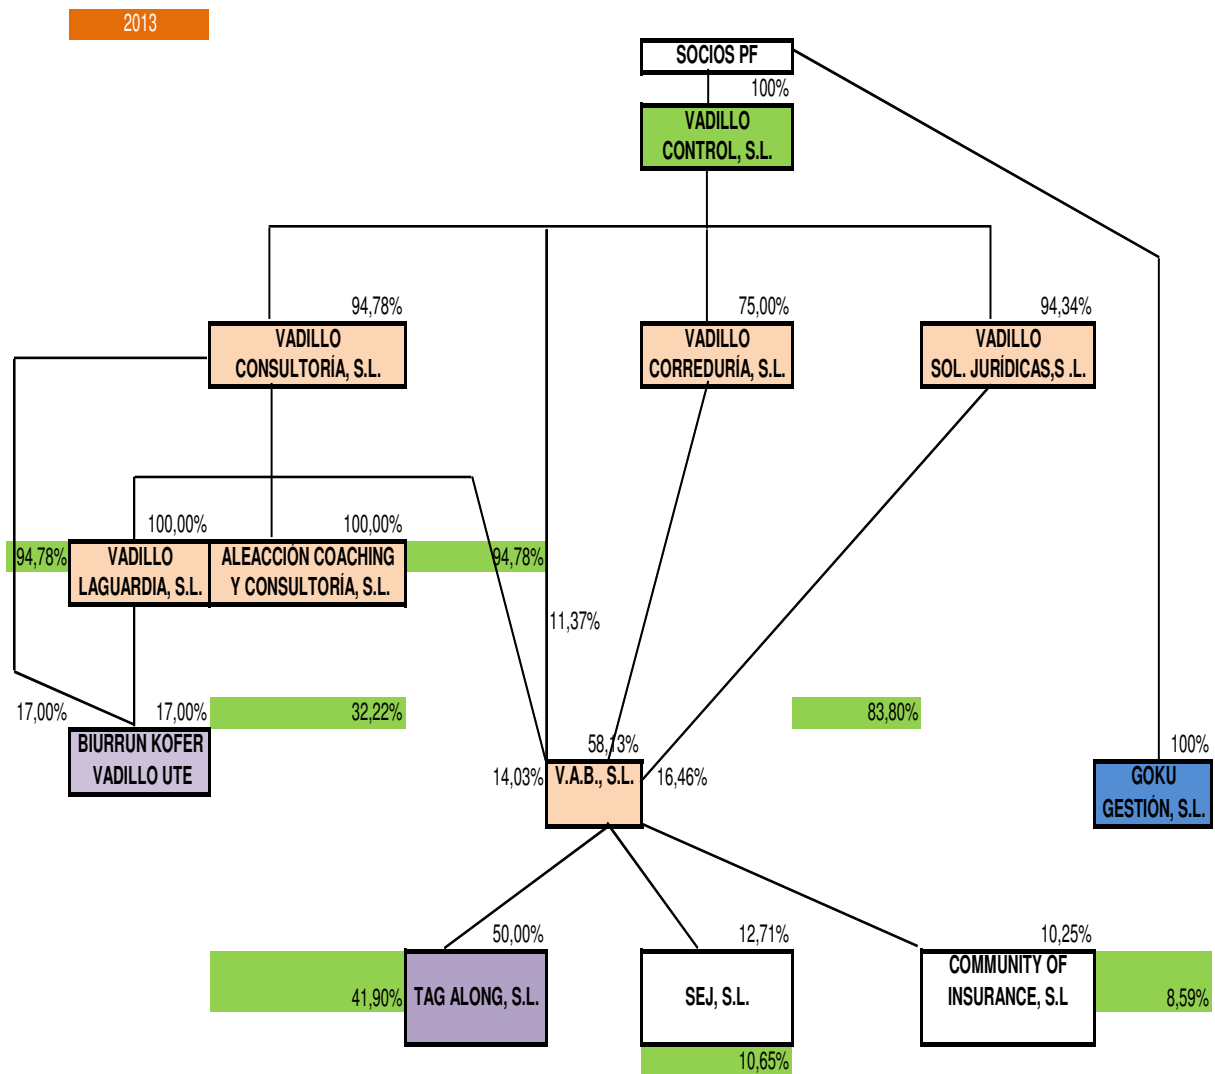 2013
SOCIOS PF
100%
VADILLO
CONTROL, S.L.
94,78%
75,00%
94,34%
VADILLO
CONSULTORÍA, S.L.
VADILLO
CORREDURÍA, S.L.
VADILLO
SOL. JURÍDICAS,S .L.
100,00%
100,00%
94,78%
VADILLO
LAGUARDIA, S.L.
ALEACCIÓN COACHING
Y CONSULTORÍA, S.L.
94,78%
11,37%
17,00%
17,00%
32,22%
83,80%
BIURRUN KOFER
VADILLO UTE
58,13%
100%
14,03%
V.A.B., S.L.
16,46%
GOKU
GESTIÓN, S.L.
50,00%
12,71%
10,25%
41,90%
TAG ALONG, S.L.
SEJ, S.L.
COMMUNITY OF
INSURANCE, S.L
8,59%
10,65%